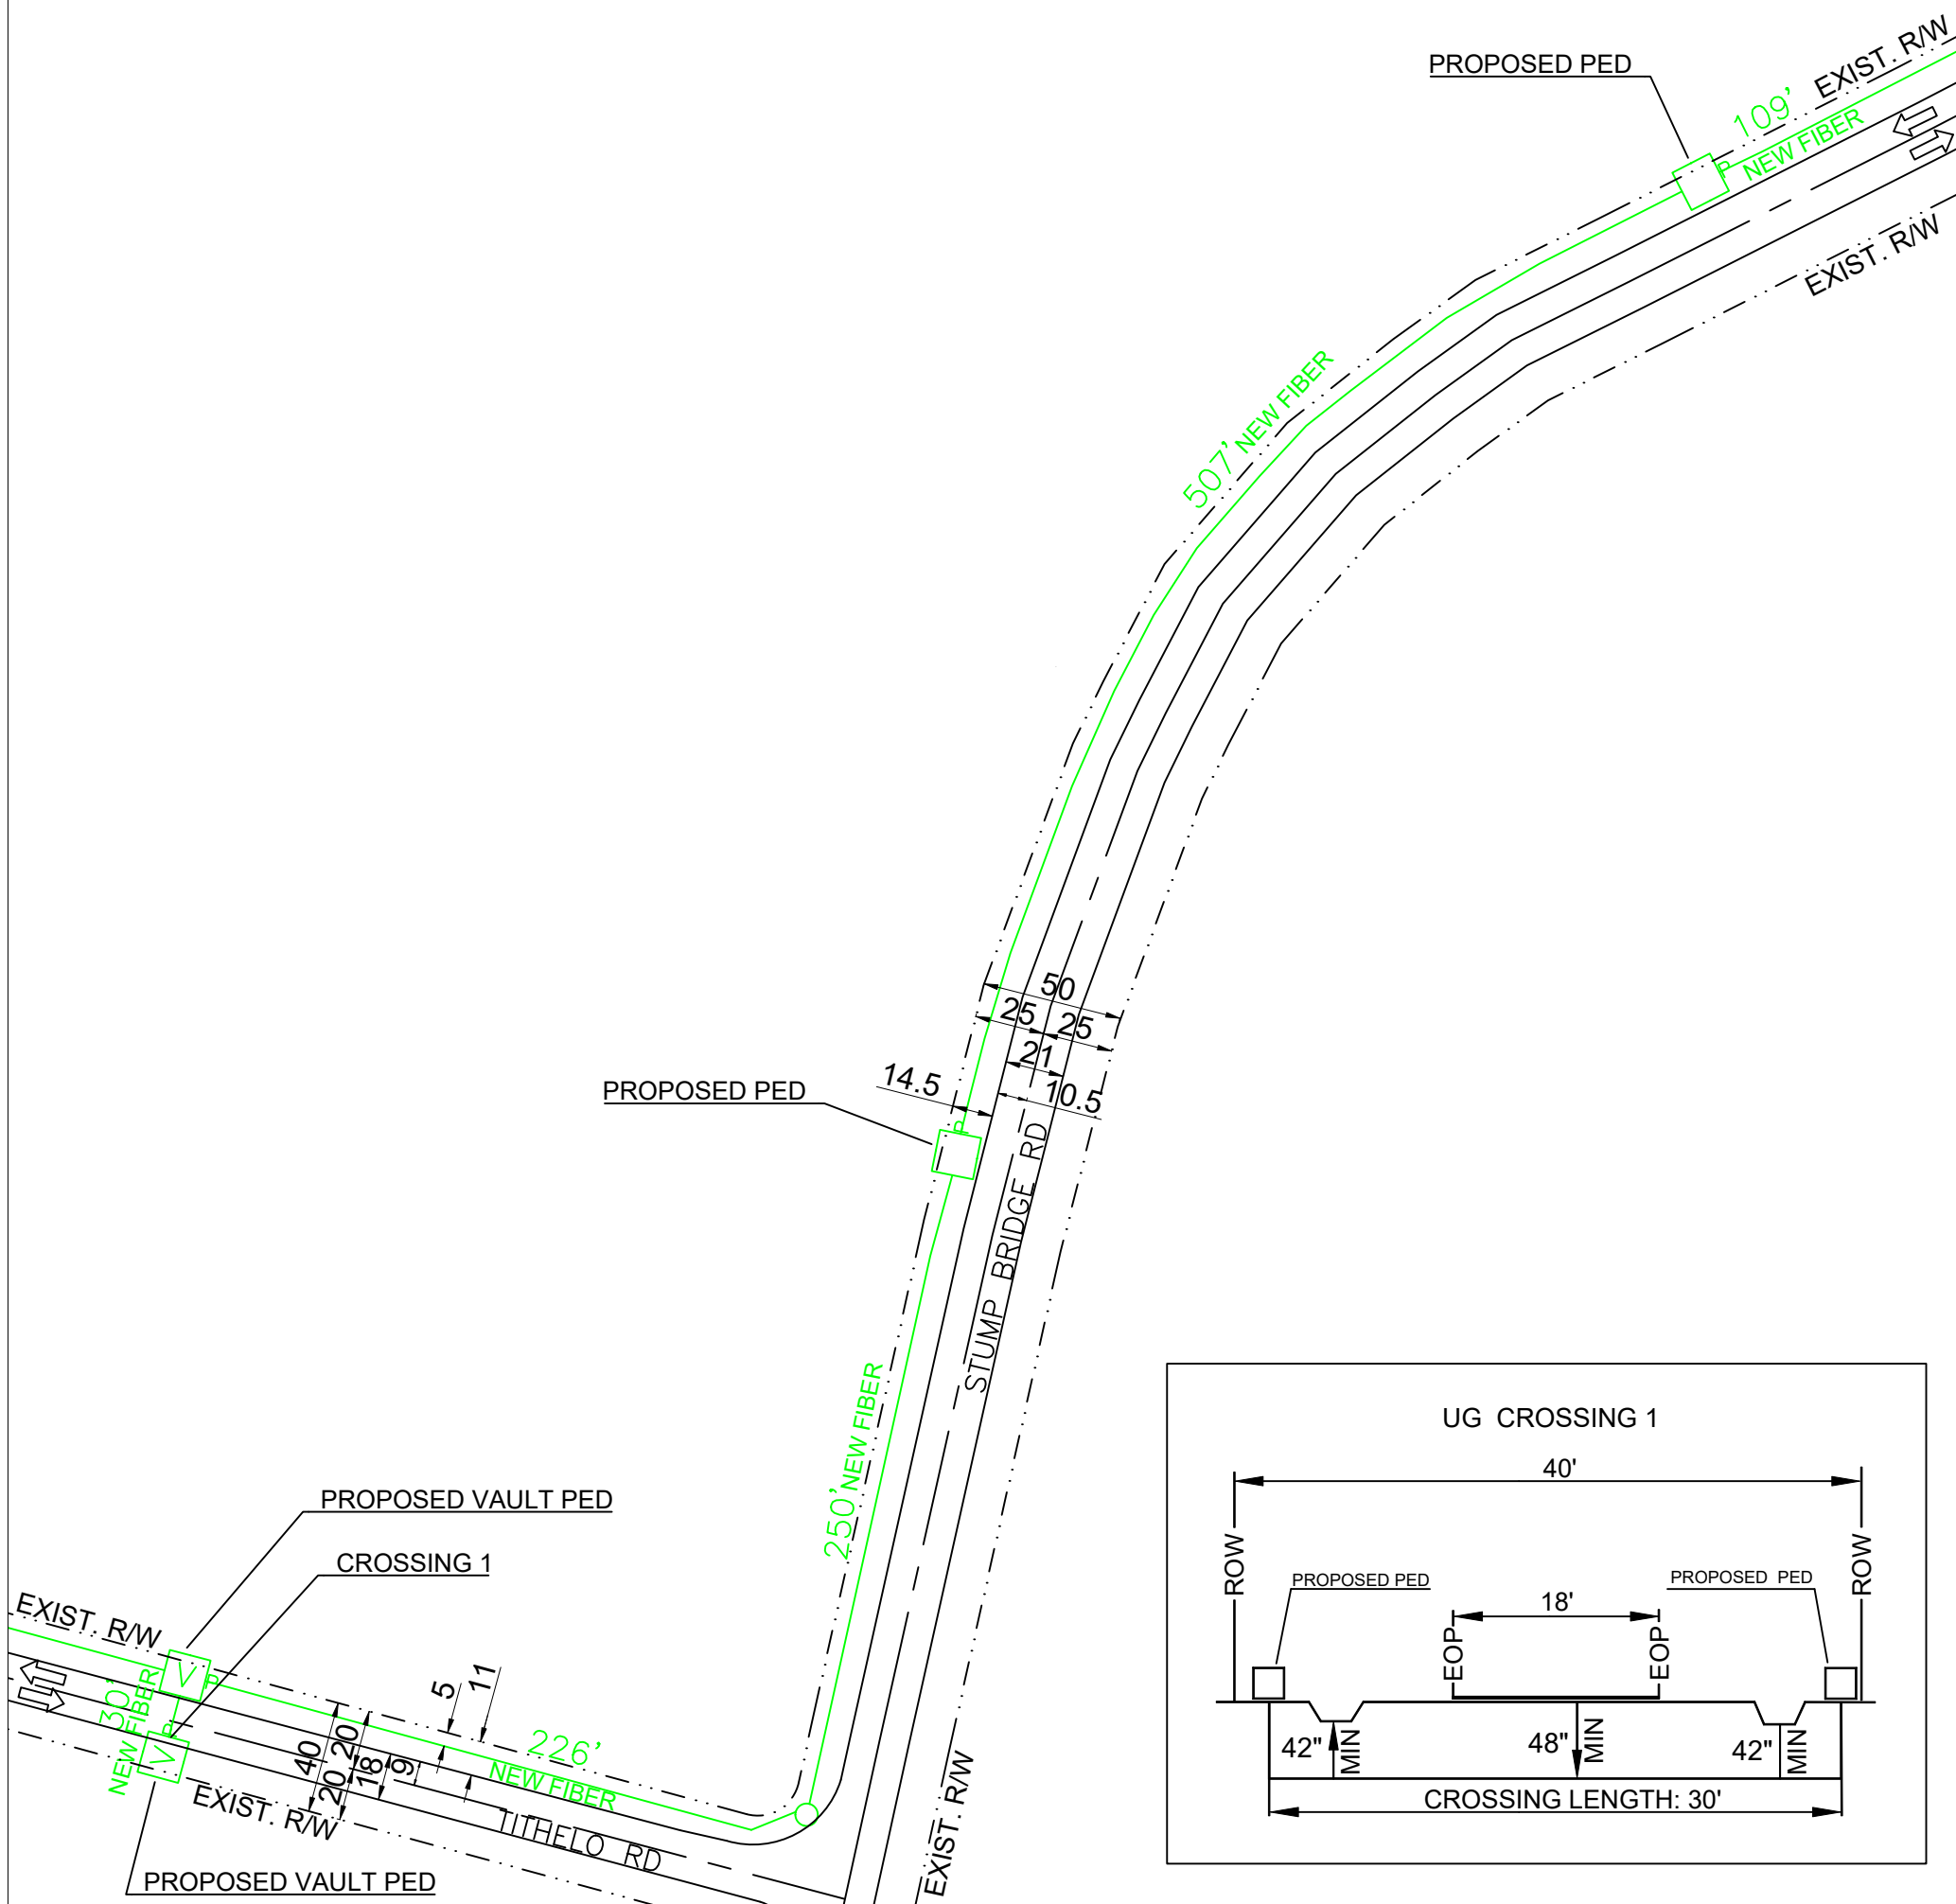 PROPOSED PED
EXIST. R/W
109'
NEW FIBER
P
EXIST. R/W
507' NEW FIBER
50
25
25
21
14.5
10.5
PROPOSED PED
P
STUMP BRIDGE RD
250' NEW FIBER
PROPOSED VAULT PED
CROSSING 1
EXIST. R/W
V
P
30'
NEW FIBER
P
V
40
20
20
18
9
5
11
226'
NEW FIBER
EXIST. R/W
TITHELO RD
EXIST. R/W
PROPOSED VAULT PED
UG CROSSING 1
40'
ROW
ROW
PROPOSED PED
PROPOSED PED
18'
EOP
EOP
42"
MIN
48"
MIN
42"
MIN
CROSSING LENGTH: 30'